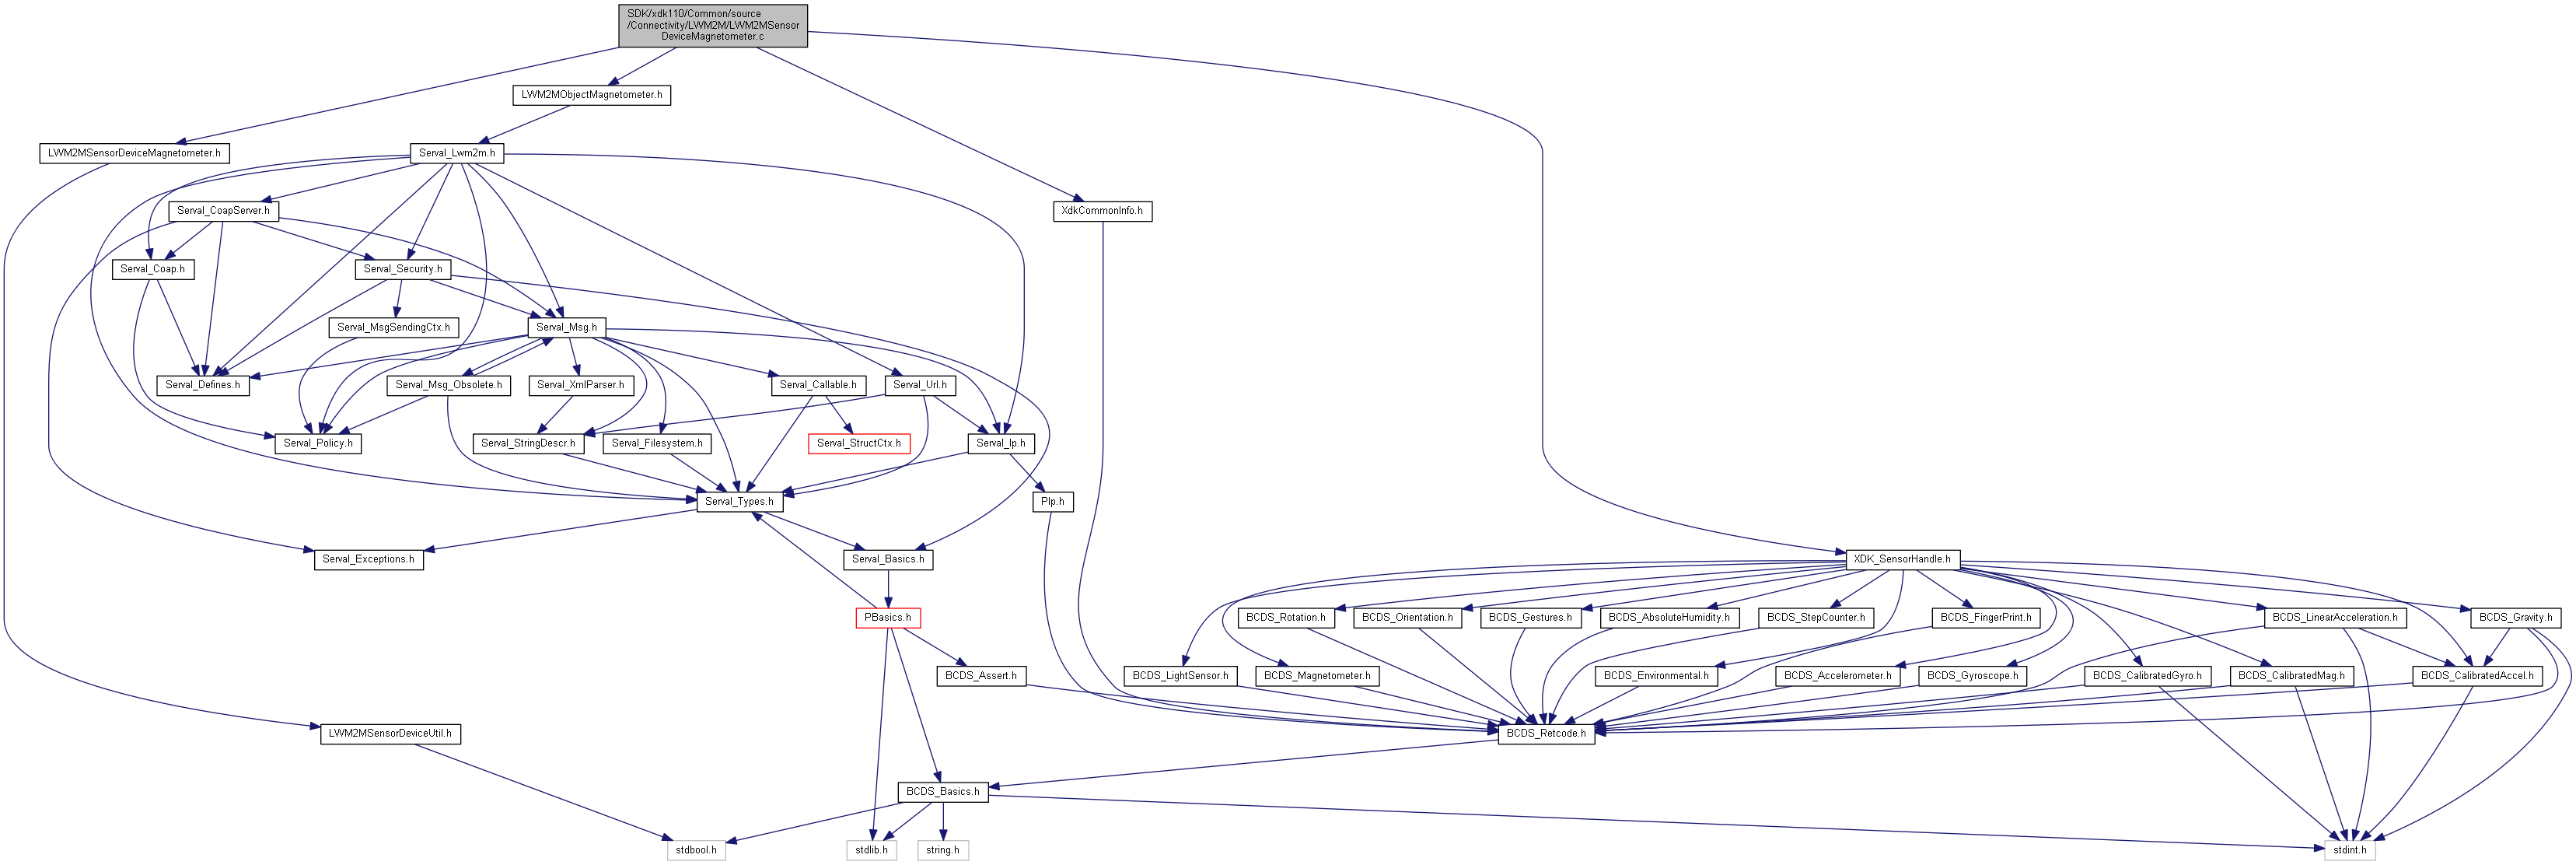 SDK/xdk110/Common/source
/Connectivity/LWM2M/LWM2MSensor
DeviceMagnetometer.c
LWM2MObjectMagnetometer.h
LWM2MSensorDeviceMagnetometer.h
Serval_Lwm2m.h
Serval_CoapServer.h
XdkCommonInfo.h
Serval_Coap.h
Serval_Security.h
Serval_MsgSendingCtx.h
Serval_Msg.h
Serval_Defines.h
Serval_Msg_Obsolete.h
Serval_XmlParser.h
Serval_Callable.h
Serval_Url.h
Serval_Policy.h
Serval_StringDescr.h
Serval_Filesystem.h
Serval_StructCtx.h
Serval_Ip.h
Serval_Types.h
PIp.h
Serval_Exceptions.h
Serval_Basics.h
XDK_SensorHandle.h
PBasics.h
BCDS_Rotation.h
BCDS_Orientation.h
BCDS_Gestures.h
BCDS_AbsoluteHumidity.h
BCDS_StepCounter.h
BCDS_FingerPrint.h
BCDS_LinearAcceleration.h
BCDS_Gravity.h
BCDS_Assert.h
BCDS_LightSensor.h
BCDS_Magnetometer.h
BCDS_Environmental.h
BCDS_Accelerometer.h
BCDS_Gyroscope.h
BCDS_CalibratedGyro.h
BCDS_CalibratedMag.h
BCDS_CalibratedAccel.h
LWM2MSensorDeviceUtil.h
BCDS_Retcode.h
BCDS_Basics.h
stdbool.h
stdlib.h
string.h
stdint.h